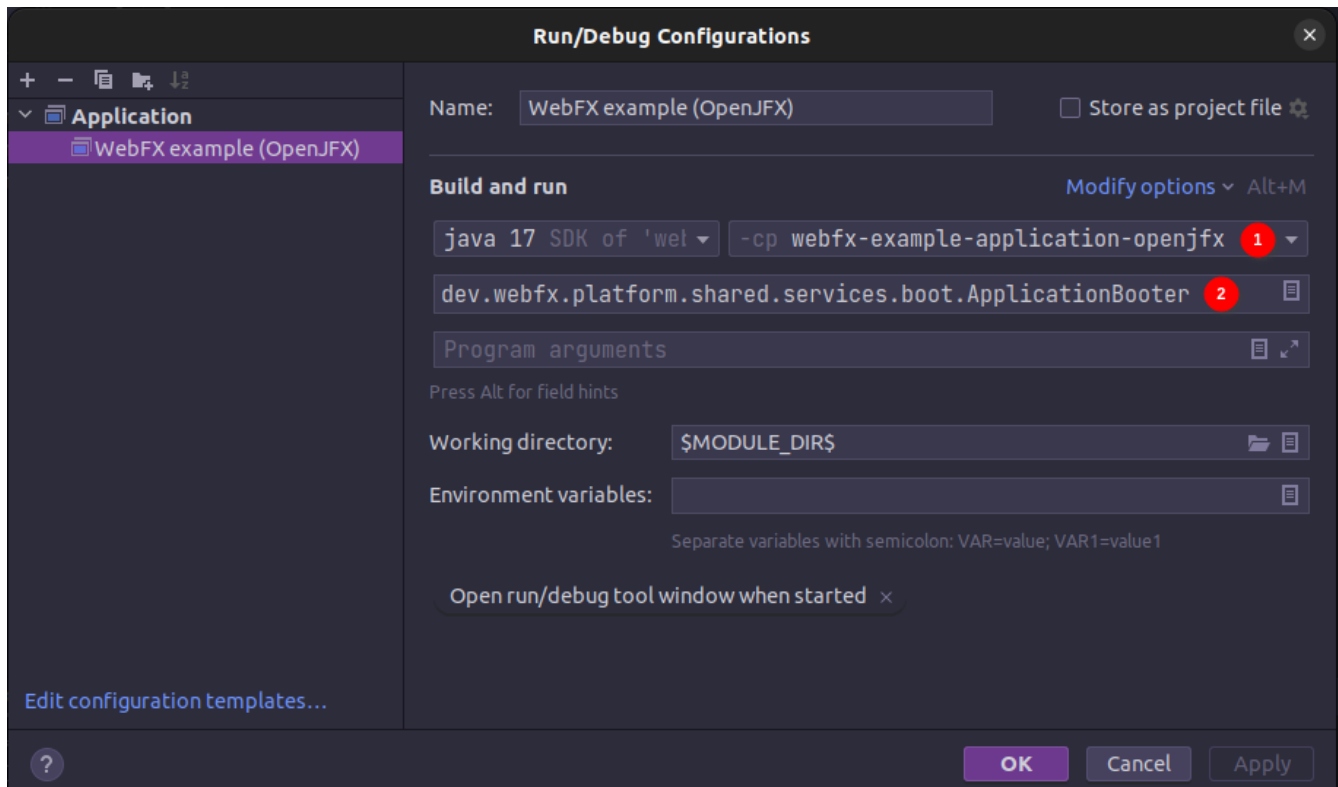 Run/Debug Configurations
Application
WebFX example (OpenJFX)
Edit configuration templates...
Name: WebFX example (OpenJFX) Store as project file
Build and run Modify options Alt+M
java 17 SDK of 'wel -cp webfx-example-application-openjfx 1
dev.webfx.platform.shared.services.boot.ApplicationBooter 2
Program arguments
Press Alt for field hints
Working directory: $MODULE_DIR$
Environment variables:
Separate variables with semicolon: VAR=value; VAR1=value1
Open run/debug tool window when started ×
? OK Cancel Apply